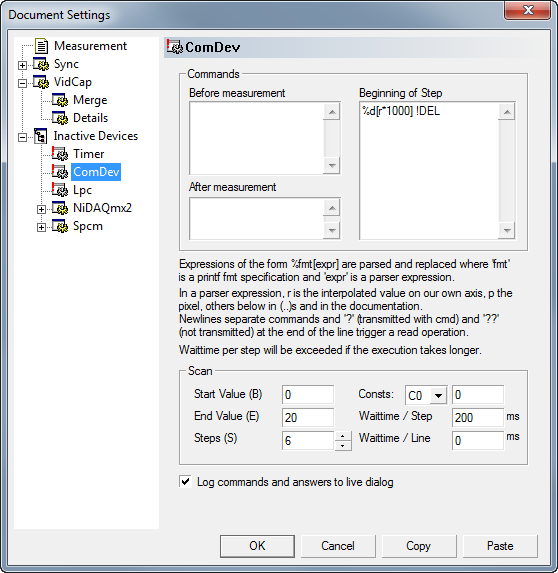 Document Settings
Measurement
Sync
VidCap
Merge
Details
Inactive Devices
Timer
ComDev
Lpc
NiDAQmx2
Spcm
ComDev
Commands
Before measurement
Beginning of Step
%d[r*1000] !DEL
After measurement
Expressions of the form %fmt[expr] are parsed and replaced where 'fmt'
is a printf fmt specification and 'expr' is a parser expression.
In a parser expression, r is the interpolated value on our own axis, p the
pixel, others below in (..)s and in the documentation.
Newlines separate commands and '?' (transmitted with cmd) and '??'
(not transmitted) at the end of the line trigger a read operation.
Waittime per step will be exceeded if the execution takes longer.
Scan
Start Value (B) 0 Consts: C0 0
End Value (E) 20 Waittime / Step 200 ms
Steps (S) 6 Waittime / Line 0 ms
Log commands and answers to live dialog
OK Cancel Copy Paste